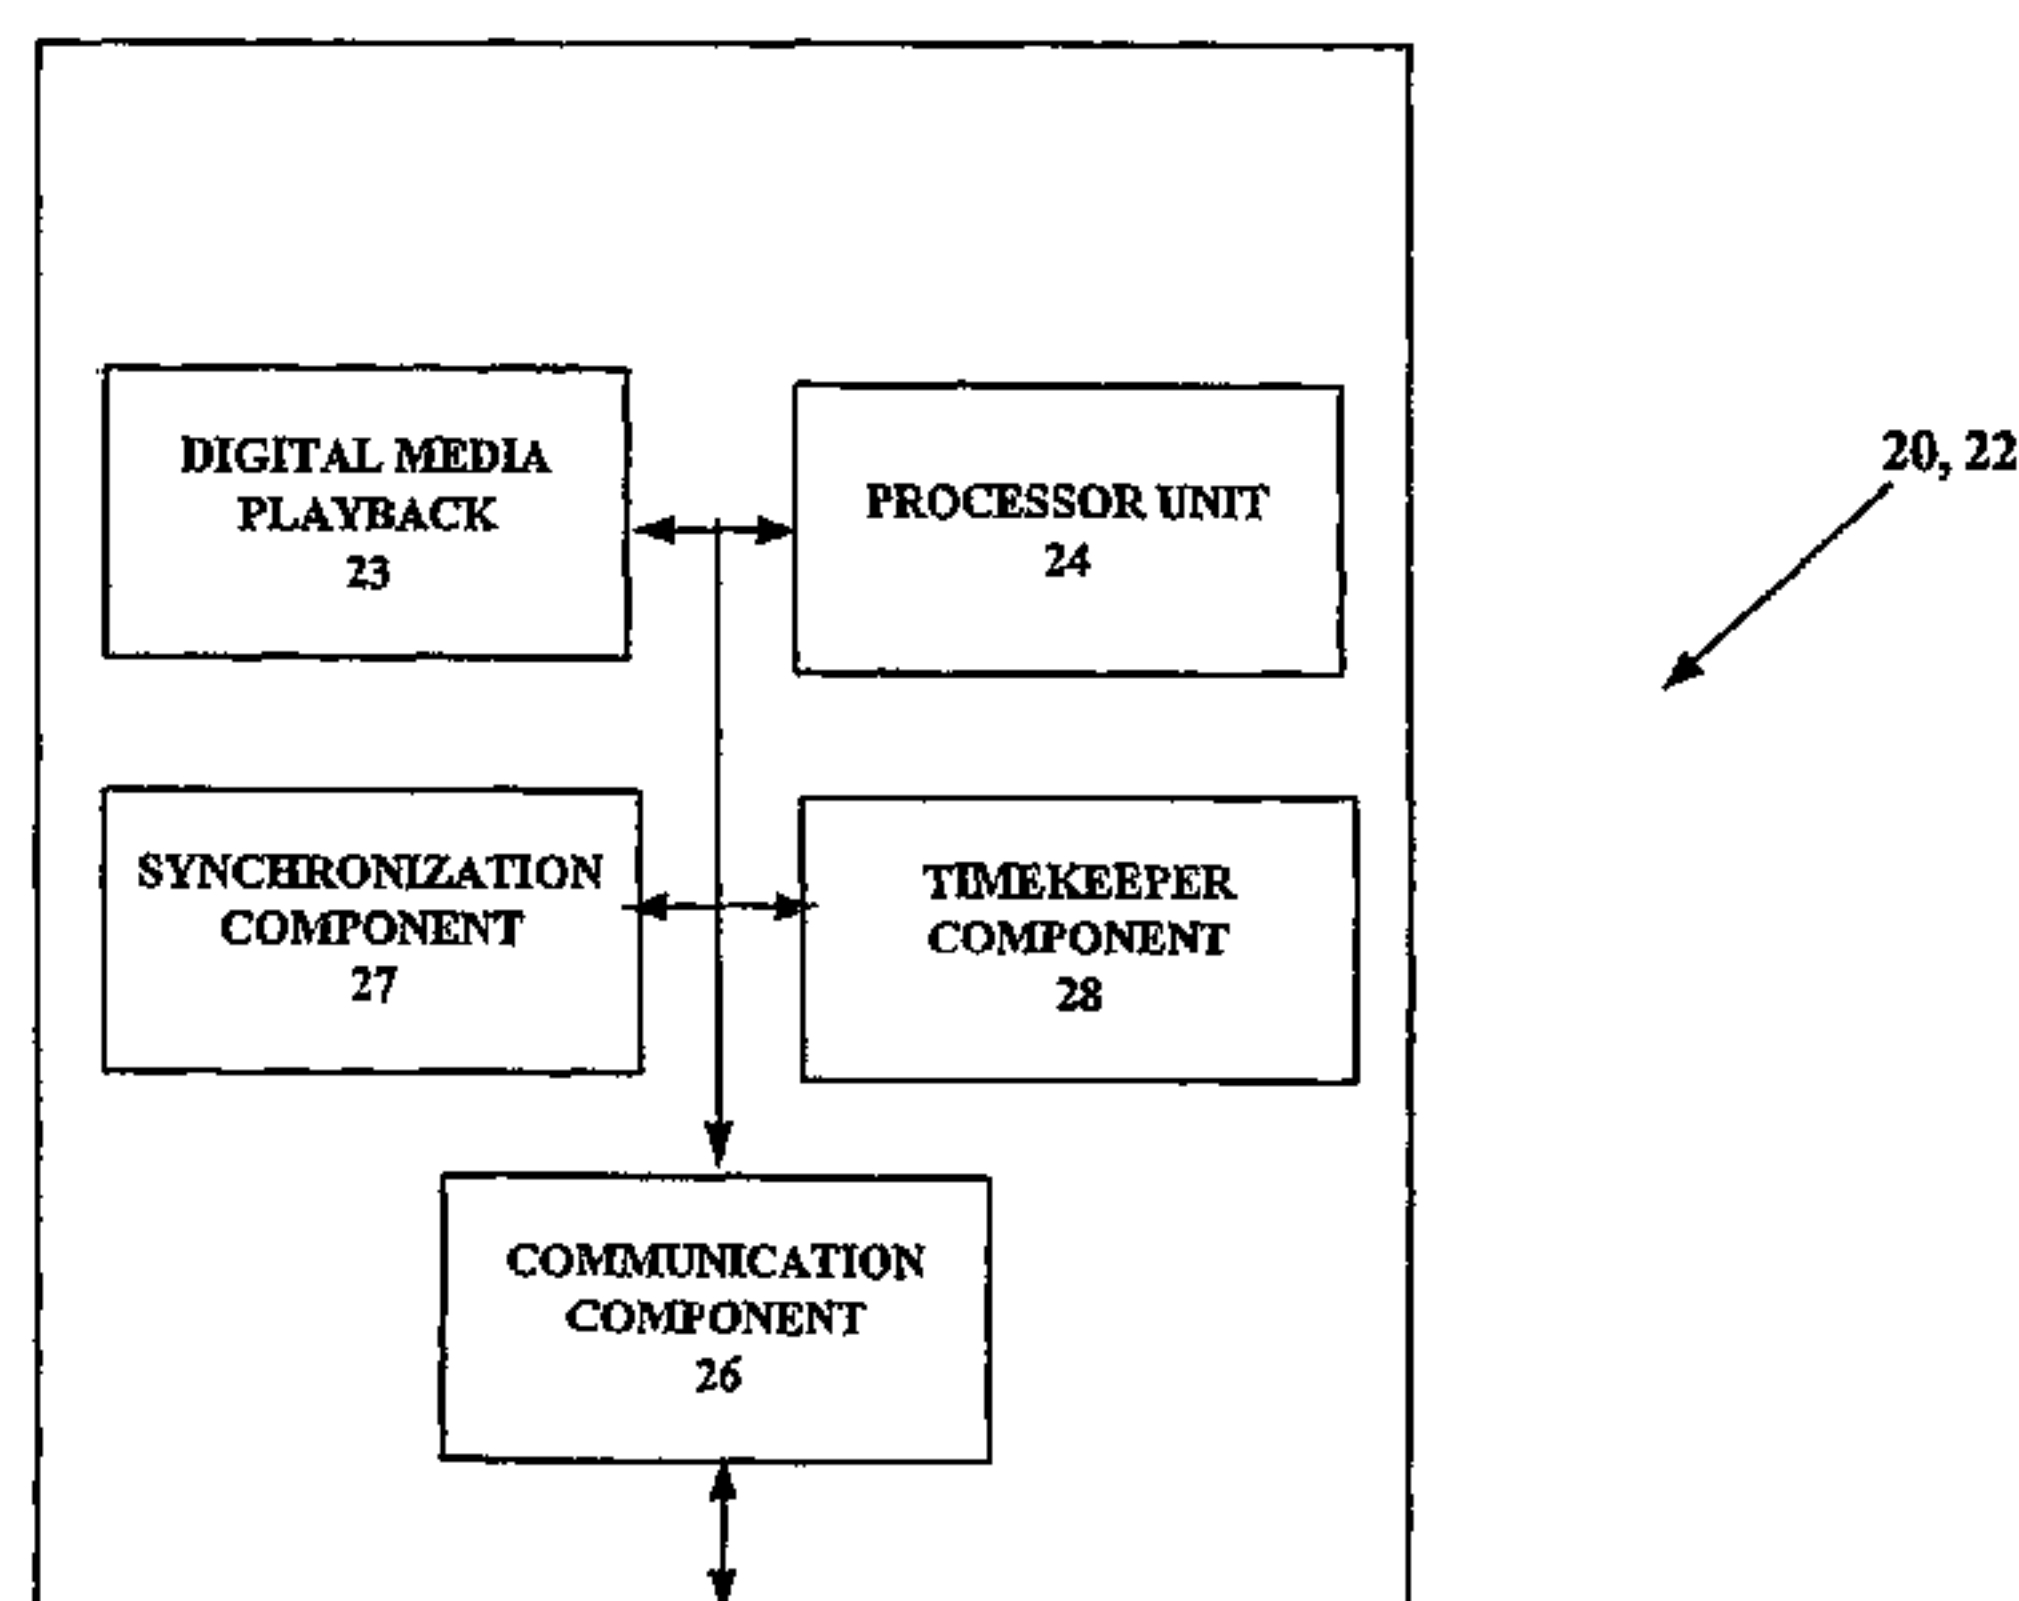 DIGITAL MEDIA
PLAYBACK
23
PROCESSOR UNIT
24
20, 22
SYNCHRONIZATION
COMPONENT
27
TIMEKEEPER
COMPONENT
28
COMMUNICATION
COMPONENT
26